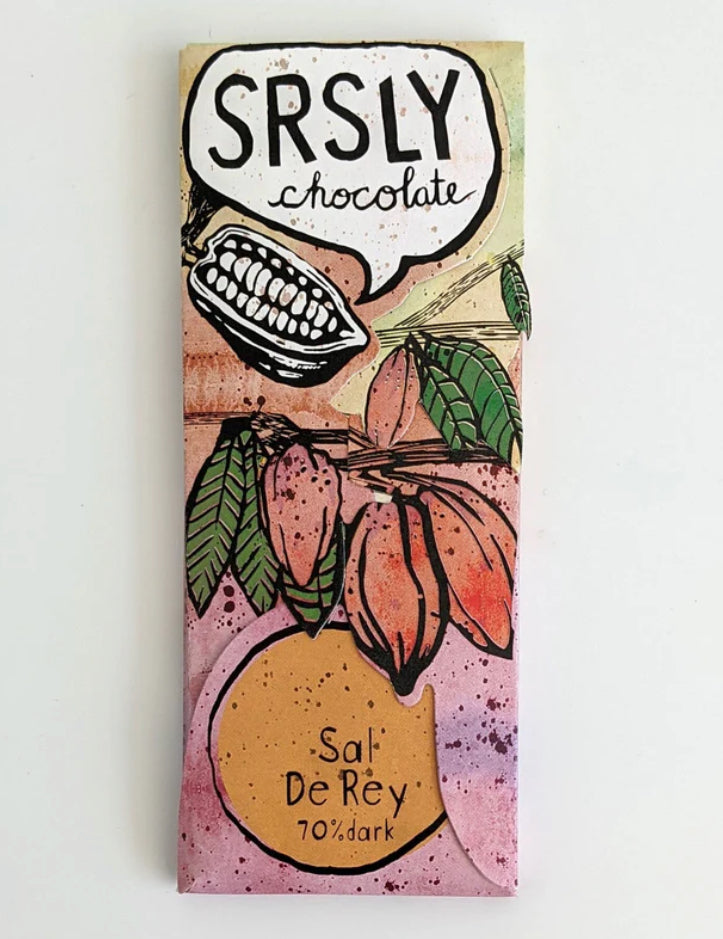 SRSLY
chocolate
Sal
De Rey
70% dark